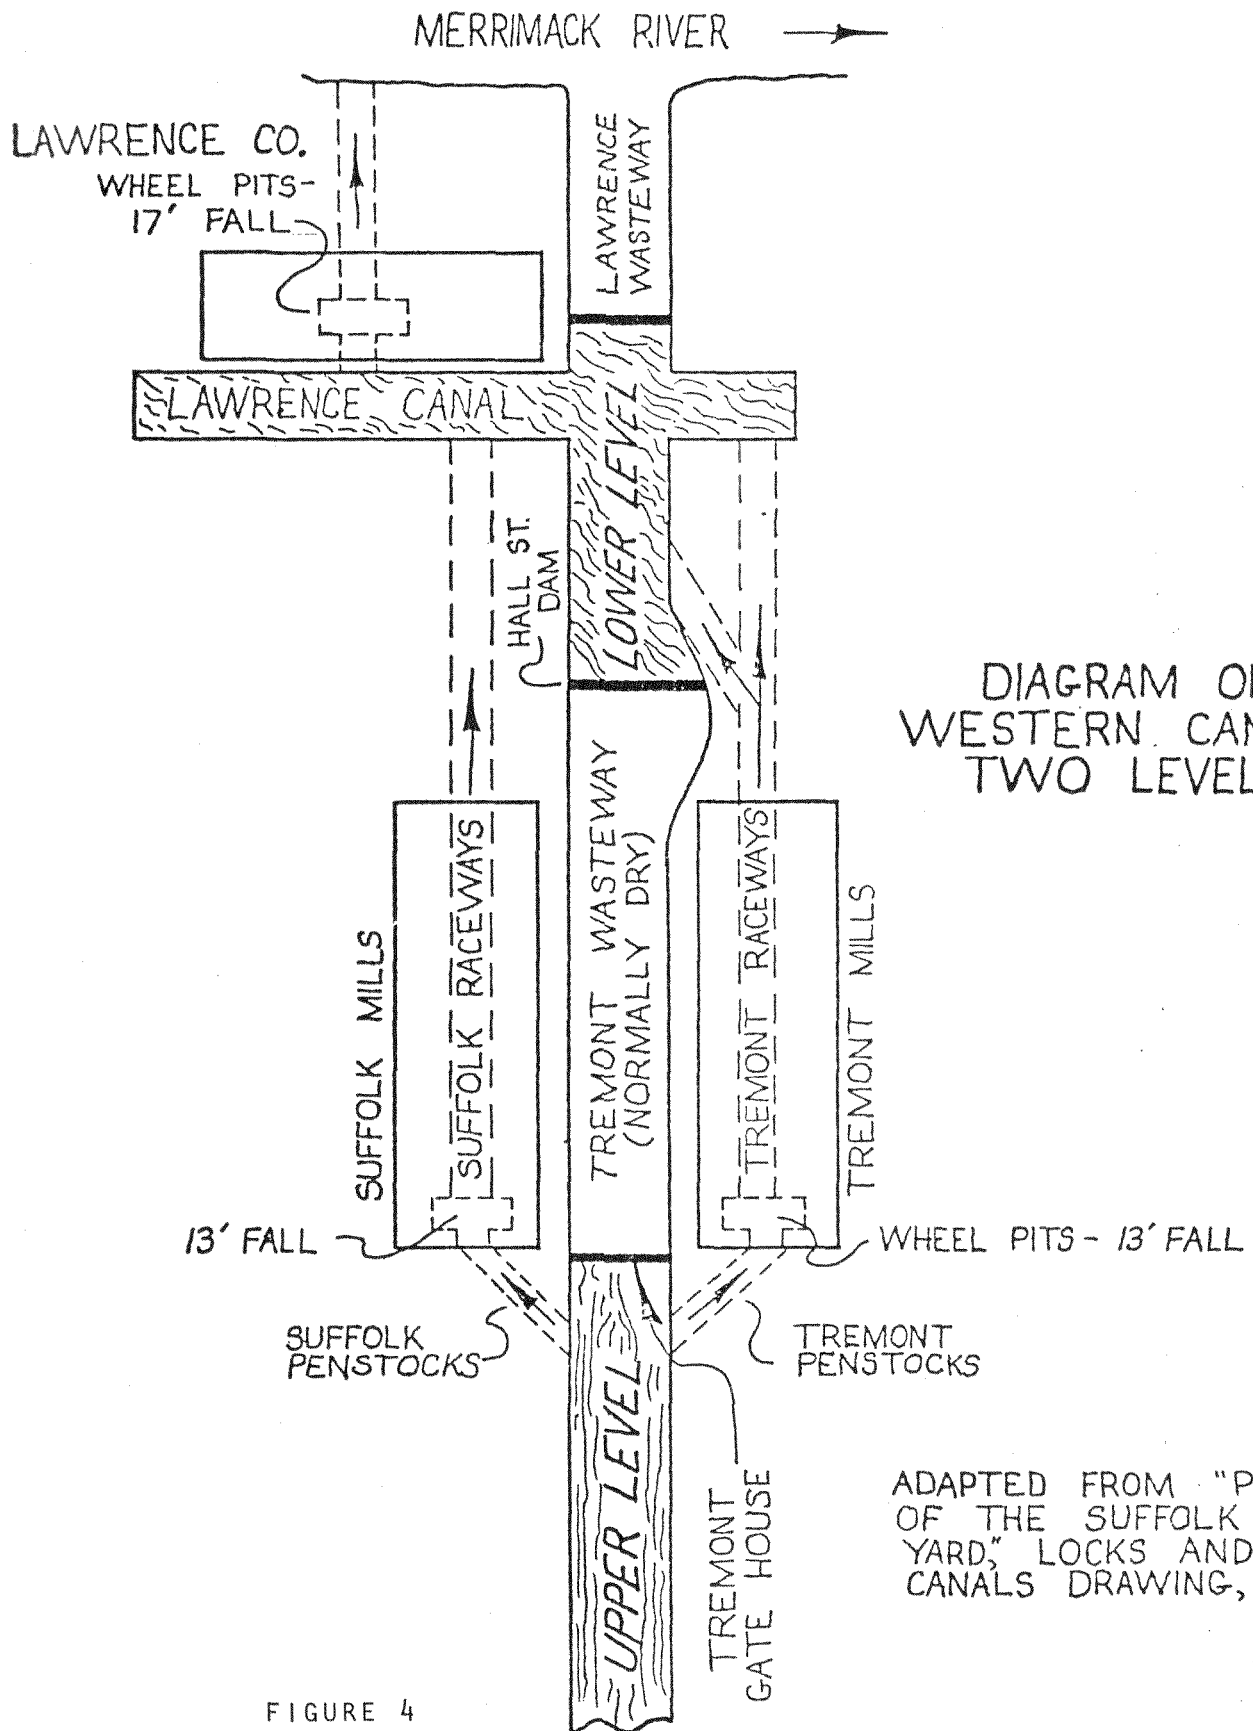 MERRIMACK RIVER
LAWRENCE CO.
WHEEL PITS-
17' FALL
LAWRENCE
WASTEWAY
LAWRENCE CANAL
LOWER LEVEL
HALL ST.
DAM
DIAGRAM O
WESTERN CAN
TWO LEVEL
SUFFOLK MILLS
SUFFOLK RACEWAYS
TREMONT WASTEWAY
(NORMALLY DRY)
TREMONT RACEWAYS
TREMONT MILLS
13' FALL
WHEEL PITS - 13' FALL
SUFFOLK
PENSTOCKS
TREMONT
PENSTOCKS
UPPER LEVEL
TREMONT
GATE HOUSE
ADAPTED FROM "P
OF THE SUFFOLK
YARD," LOCKS AND
CANALS DRAWING,
FIGURE 4